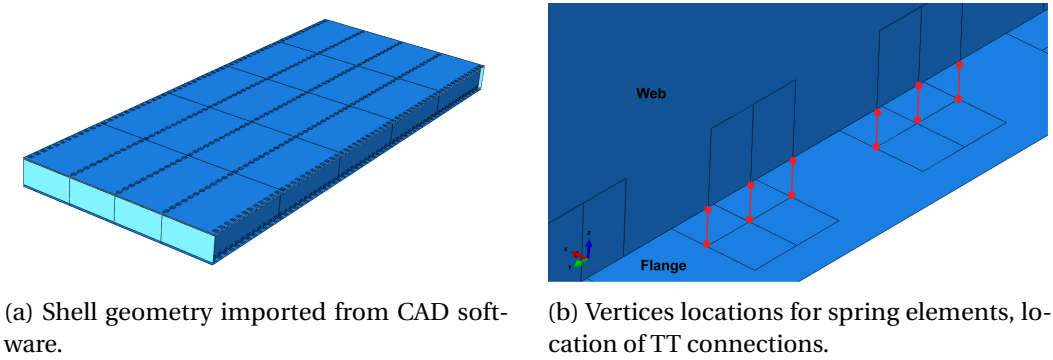 Web
Flange
X
Y
Z
(a) Shell geometry imported from CAD soft-
ware.
(b) Vertices locations for spring elements, lo-
cation of TT connections.